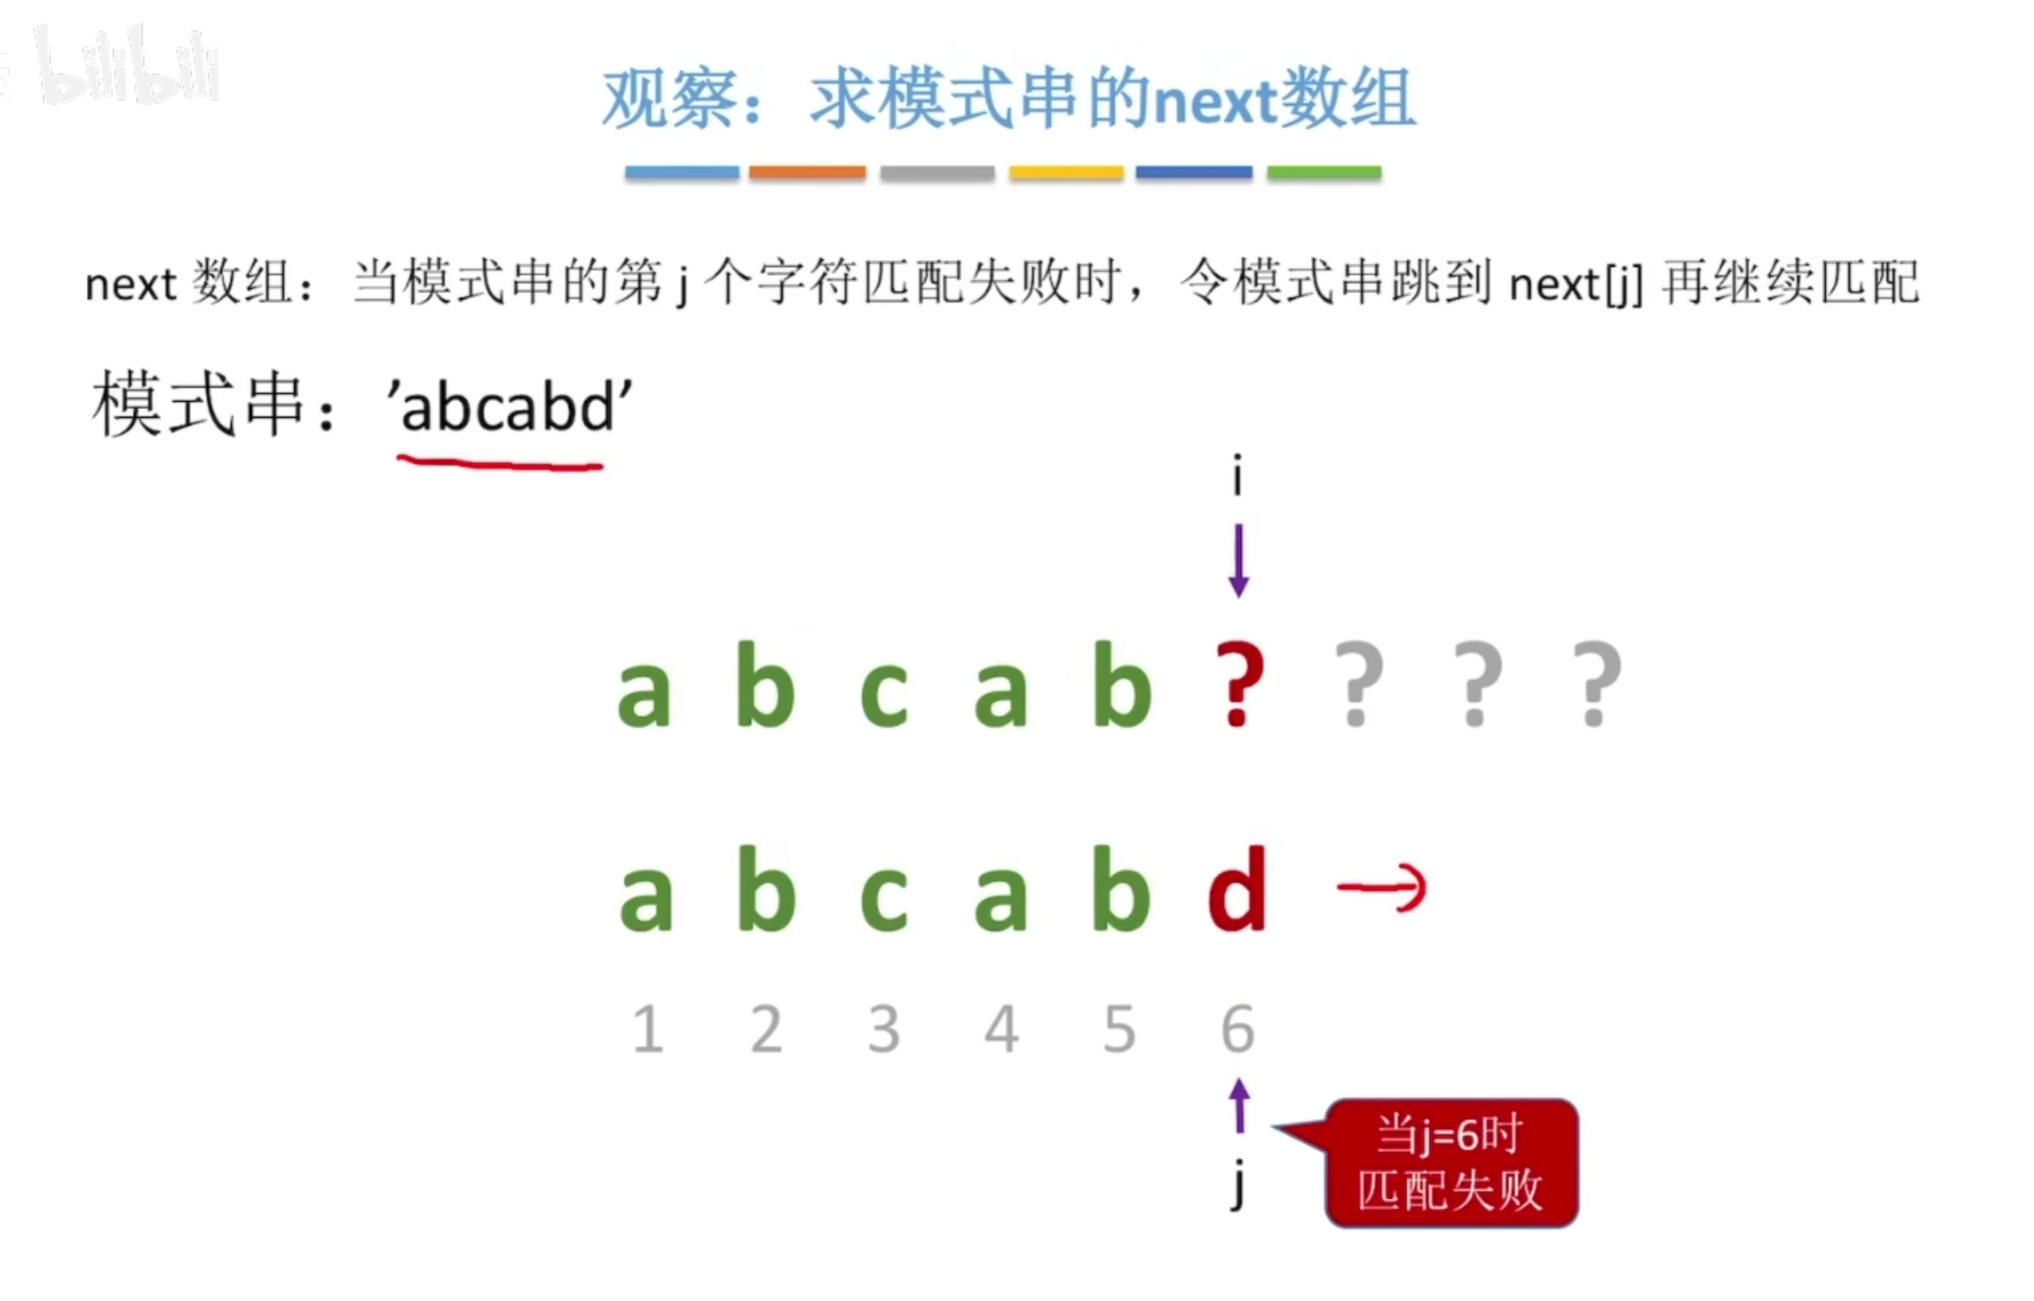 bilibili
观察：求模式串的next数组
next 数组：当模式串的第 j 个字符匹配失败时，令模式串跳到 next[j] 再继续匹配
模式串：’abcabd’
i
a b c a b ? ? ? ?
a b c a b d
1 2 3 4 5 6
j
当j=6时
匹配失败